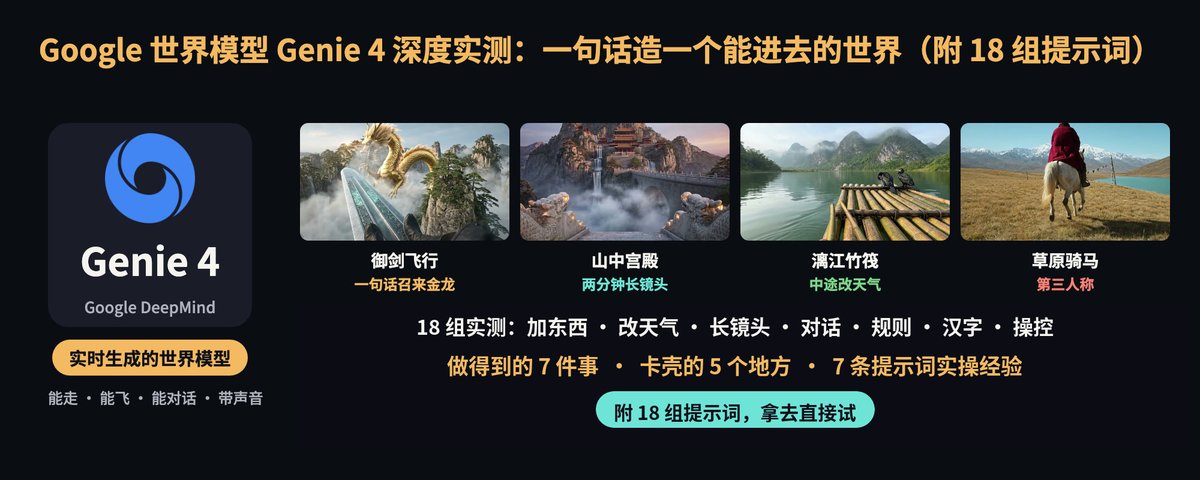 Google 世界模型 Genie 4 深度实测：一句话造一个能进去的世界（附 18 组提示词）
Genie 4
Google DeepMind
实时生成的世界模型
能走 · 能飞 · 能对话 · 带声音
御剑飞行
一句话召来金龙
山中宫殿
两分钟长镜头
漓江竹筏
中途改天气
草原骑马
第三人称
18 组实测：加东西 · 改天气 · 长镜头 · 对话 · 规则 · 汉字 · 操控
做得到的 7 件事 · 卡壳的 5 个地方 · 7 条提示词实操经验
附 18 组提示词，拿去直接试